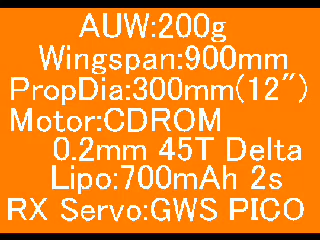 AUW:200g
Wingspan:900mm
PropDia:300mm(12")
Motor:CDROM
0.2mm 45T Delta
Lipo:700mAh 2s
RX Servo:GWS PICO